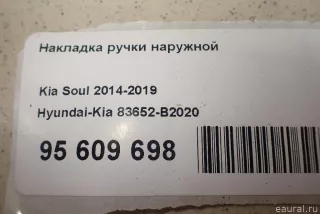 Накладка ручки наружной
Kia Soul 2014-2019
Hyundai-Kia 83652-B2020
95 609 698
eaural.ru